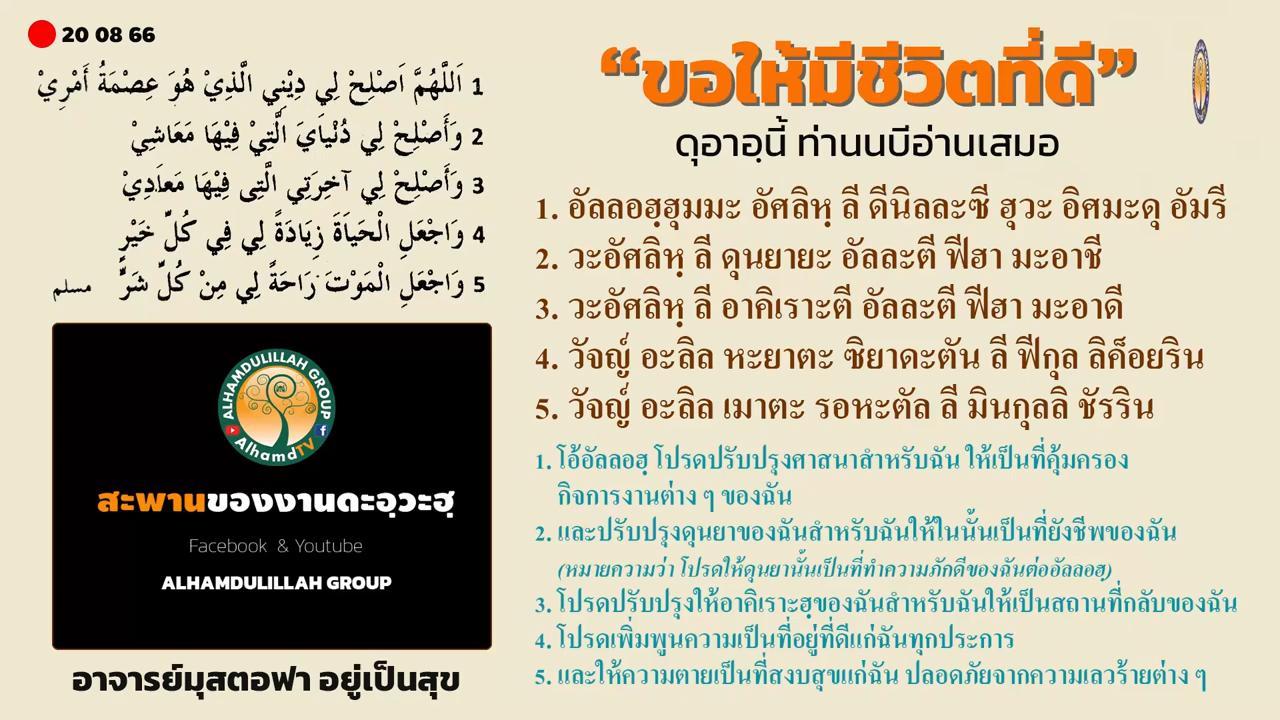 20 08 66
1 اَللّٰهُمَّ اَصْلِحْ لِي دِيْنِي الَّذِيْ هُوَ عِصْمَةُ أَمْرِيْ
2 وَأَصْلِحْ لِي دُنْيَايَ الَّتِيْ فِيْهَا مَعَاشِيْ
3 وَأَصْلِحْ لِي آخِرَتِي الَّتِى فِيْهَا مَعَادِيْ
4 وَاجْعَلِ الْحَيَاةَ زِيَادَةً لِي فِي كُلِّ خَيْرٍ
5 وَاجْعَلِ الْمَوْتَ رَاحَةً لِي مِنْ كُلِّ شَرٍّ مسلم
ALHAMDULILLAH GROUP
AlhamdTV
สะพานของงานดะอฺวะฮฺ
Facebook & Youtube
ALHAMDULILLAH GROUP
อาจารย์มุสตอฟา อยู่เป็นสุข
“ขอให้มีชีวิตที่ดี”
ดุอาอฺนี้ ท่านนบีอ่านเสมอ
1. อัลลอฮฺฮุมมะ อัศลิหฺ ลี ดีนิลละซี ฮุวะ อิศมะดุ อัมรี
2. วะอัศลิหฺ ลี ดุนยายะ อัลละตี ฟีฮา มะอาชี
3. วะอัศลิหฺ ลี อาคิเราะตี อัลละตี ฟีฮา มะอาดี
4. วัจญ์ อะลิล หะยาตะ ซิยาดะตัน ลี ฟีกุล ลิค็อยริน
5. วัจญ์ อะลิล เมาตะ รอหะตัล ลี มินกุลลิ ชัรริน
1. โอ้อัลลอฮฺ โปรดปรับปรุงศาสนาสำหรับฉัน ให้เป็นที่คุ้มครอง
กิจการงานต่าง ๆ ของฉัน
2. และปรับปรุงดุนยาของฉันสำหรับฉันให้ในนั้นเป็นที่ยังชีพของฉัน
(หมายความว่า โปรดให้ดุนยานั้นเป็นที่ทำความภักดีของฉันต่ออัลลอฮฺ)
3. โปรดปรับปรุงให้อาคิเราะฮฺของฉันสำหรับฉันให้เป็นสถานที่กลับของฉัน
4. โปรดเพิ่มพูนความเป็นที่อยู่ที่ดีแก่ฉันทุกประการ
5. และให้ความตายเป็นที่สงบสุขแก่ฉัน ปลอดภัยจากความเลวร้ายต่าง ๆ